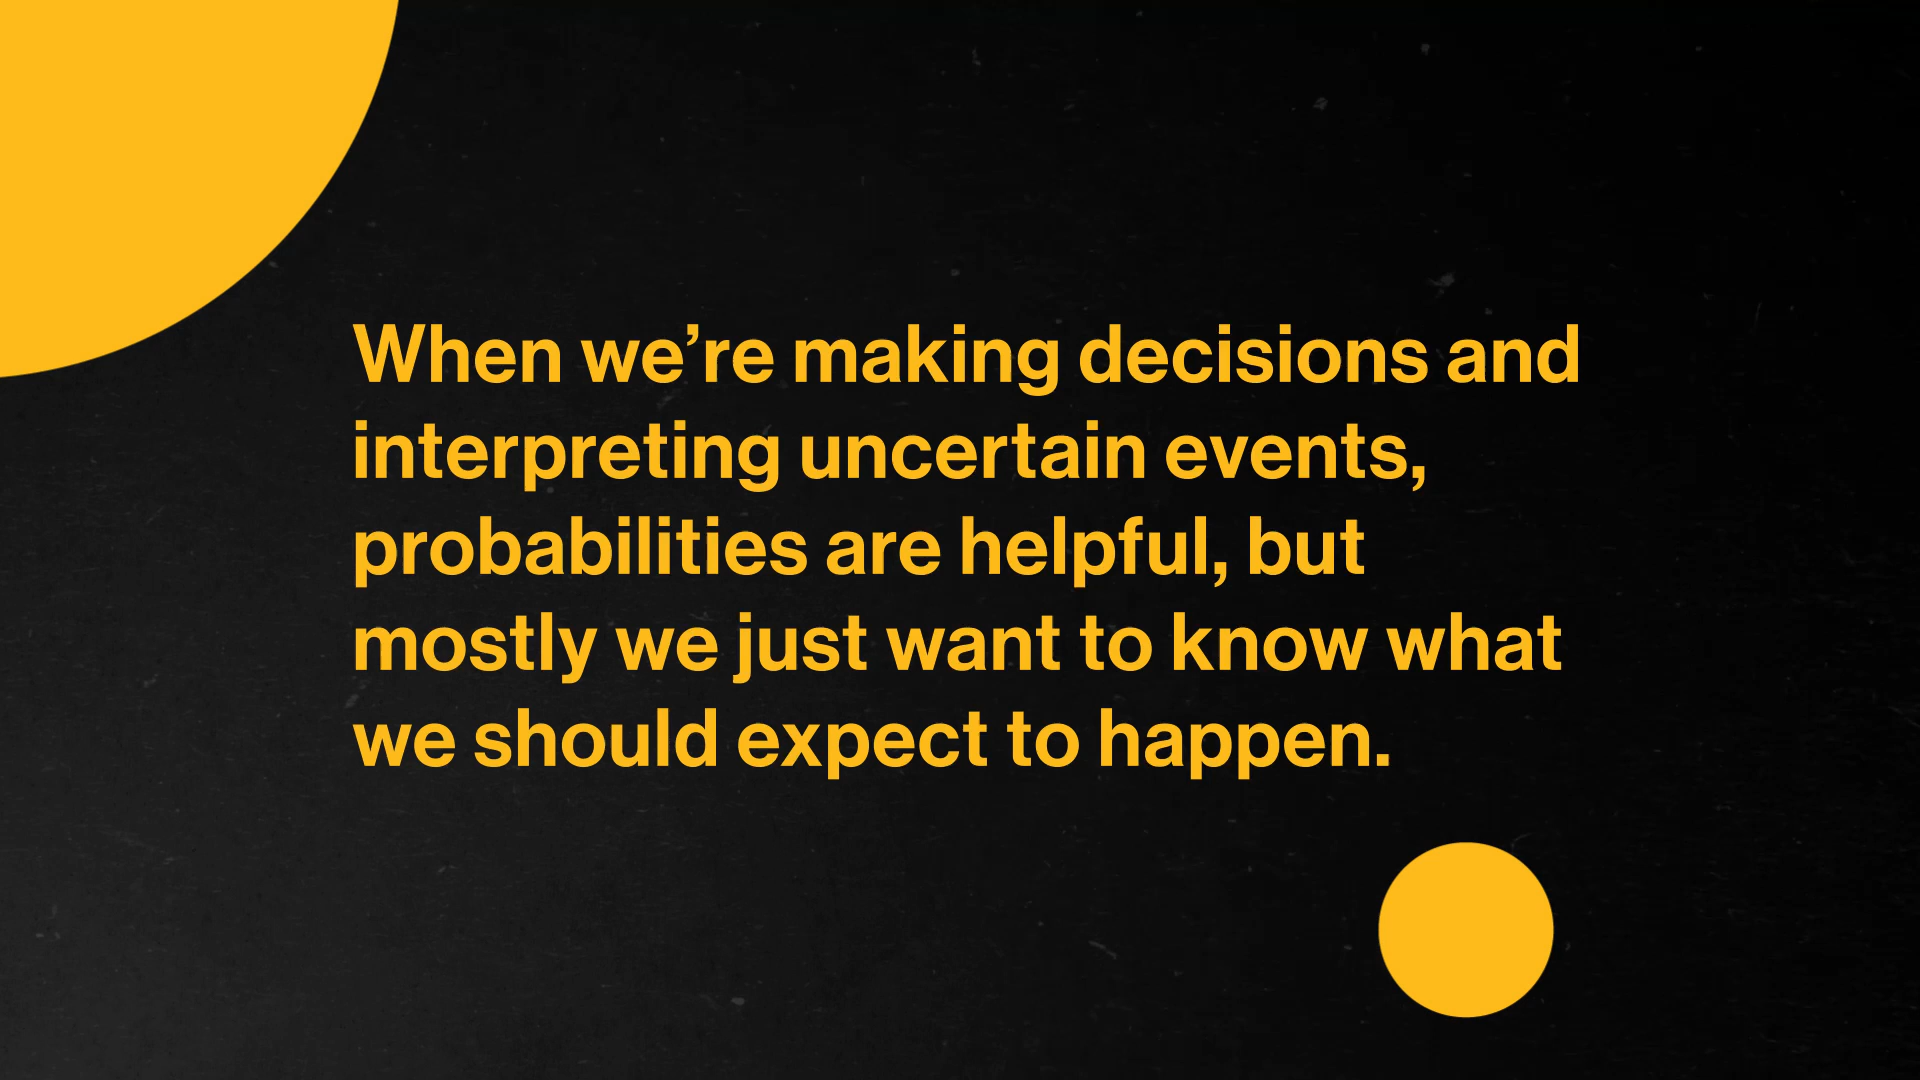 When we’re making decisions and
interpreting uncertain events,
probabilities are helpful, but
mostly we just want to know what
we should expect to happen.